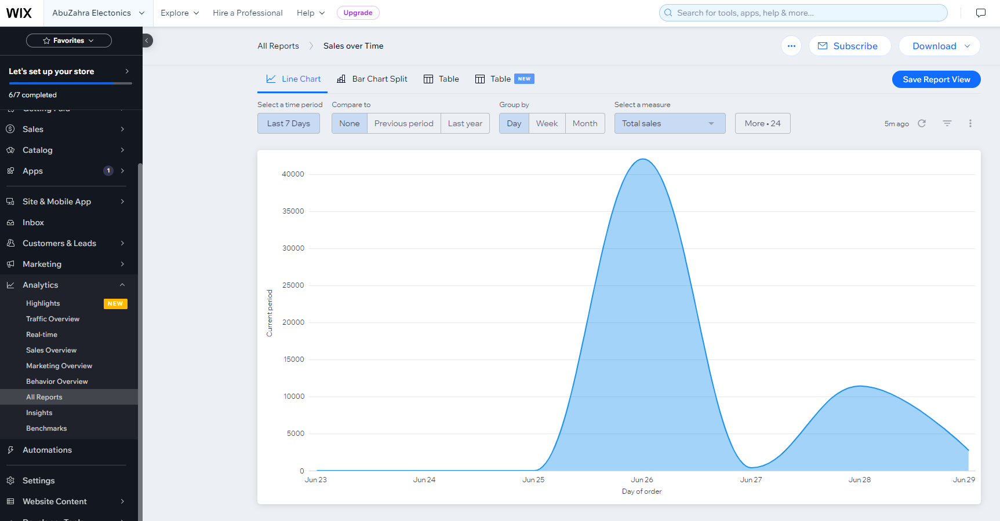 WIX
AbuZahra Electonics
Explore
Hire a Professional
Help
Upgrade
Search for tools, apps, help & more...
Favorites
Let's set up your store
6/7 completed
Getting Paid
Sales
Catalog
Apps
1
Site & Mobile App
Inbox
Customers & Leads
Marketing
Analytics
Highlights
NEW
Traffic Overview
Real-time
Sales Overview
Marketing Overview
Behavior Overview
All Reports
Insights
Benchmarks
Automations
Settings
Website Content
All Reports
Sales over Time
Subscribe
Download
Line Chart
Bar Chart Split
Table
Table
NEW
Save Report View
Select a time period
Compare to
Group by
Select a measure
Last 7 Days
None
Previous period
Last year
Day
Week
Month
Total sales
More • 24
5m ago
40000
35000
30000
25000
20000
15000
10000
5000
0
Current period
Jun 23
Jun 24
Jun 25
Jun 26
Jun 27
Jun 28
Jun 29
Day of order